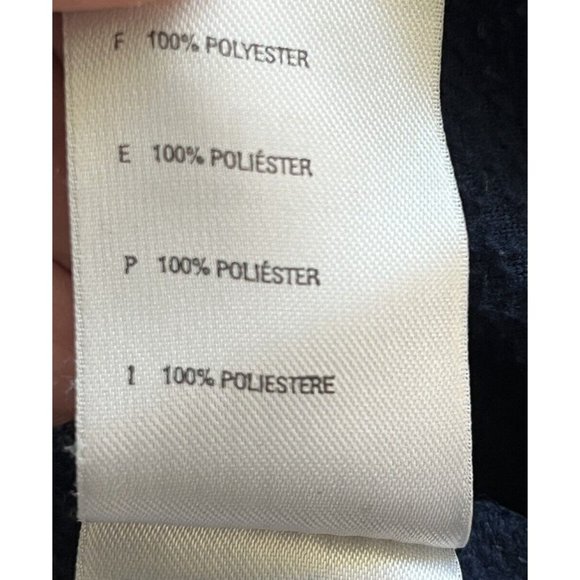 F 100% POLYESTER
E 100% POLIÉSTER
P 100% POLIÉSTER
I 100% POLIESTERE